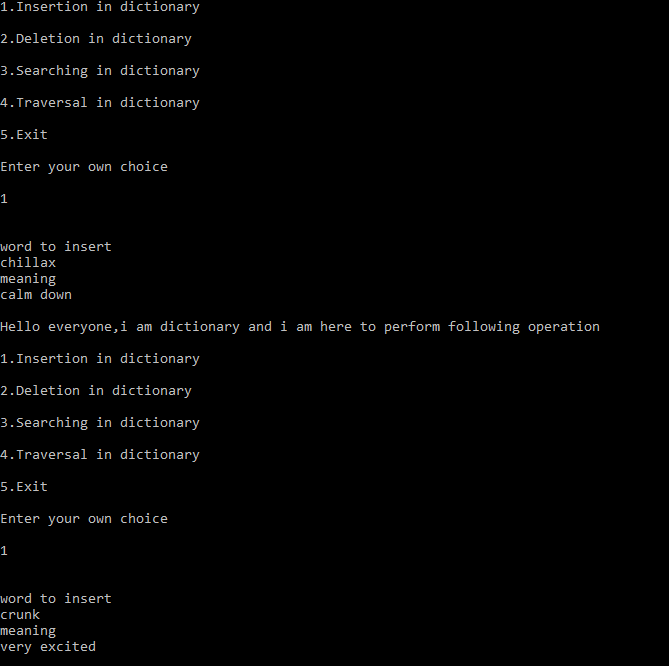 1.Insertion in dictionary
2.Deletion in dictionary
3.Searching in dictionary
4.Traversal in dictionary
5.Exit
Enter your own choice
1
word to insert
chillax
meaning
calm down
Hello everyone,i am dictionary and i am here to perform following operation
1.Insertion in dictionary
2.Deletion in dictionary
3.Searching in dictionary
4.Traversal in dictionary
5.Exit
Enter your own choice
1
word to insert
crunk
meaning
very excited